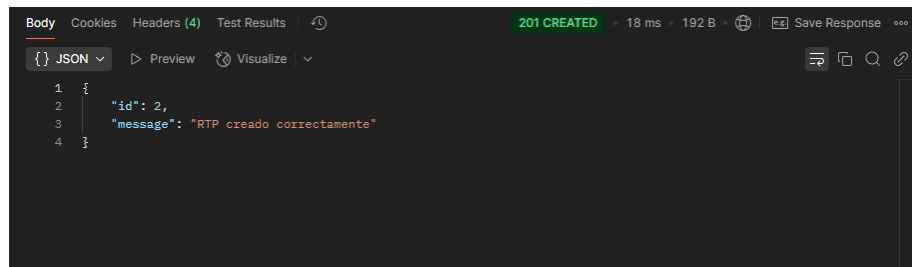 Body Cookies Headers (4) Test Results 201 CREATED 18 ms 192 B e.g. Save Response
{} JSON Preview Visualize
1 {
2 "id": 2,
3 "message": "RTP creado correctamente"
4 }